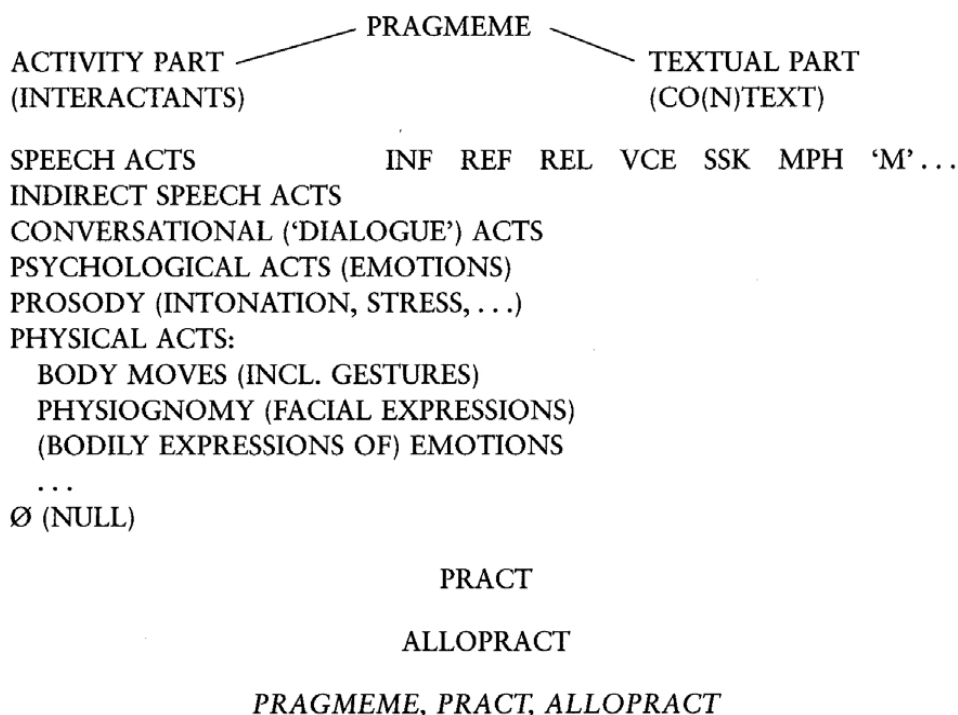 PRAGMEME
ACTIVITY PART TEXTUAL PART
(INTERACTANTS) (CO(N)TEXT)
SPEECH ACTS INF REF REL VCE SSK MPH ‘M’ . . .
INDIRECT SPEECH ACTS
CONVERSATIONAL (‘DIALOGUE’) ACTS
PSYCHOLOGICAL ACTS (EMOTIONS)
PROSODY (INTONATION, STRESS, . . .)
PHYSICAL ACTS:
BODY MOVES (INCL. GESTURES)
PHYSIOGNOMY (FACIAL EXPRESSIONS)
(BODILY EXPRESSIONS OF) EMOTIONS
. . .
Ø (NULL)
PRACT
ALLOPRACT
PRAGMEME, PRACT, ALLOPRACT